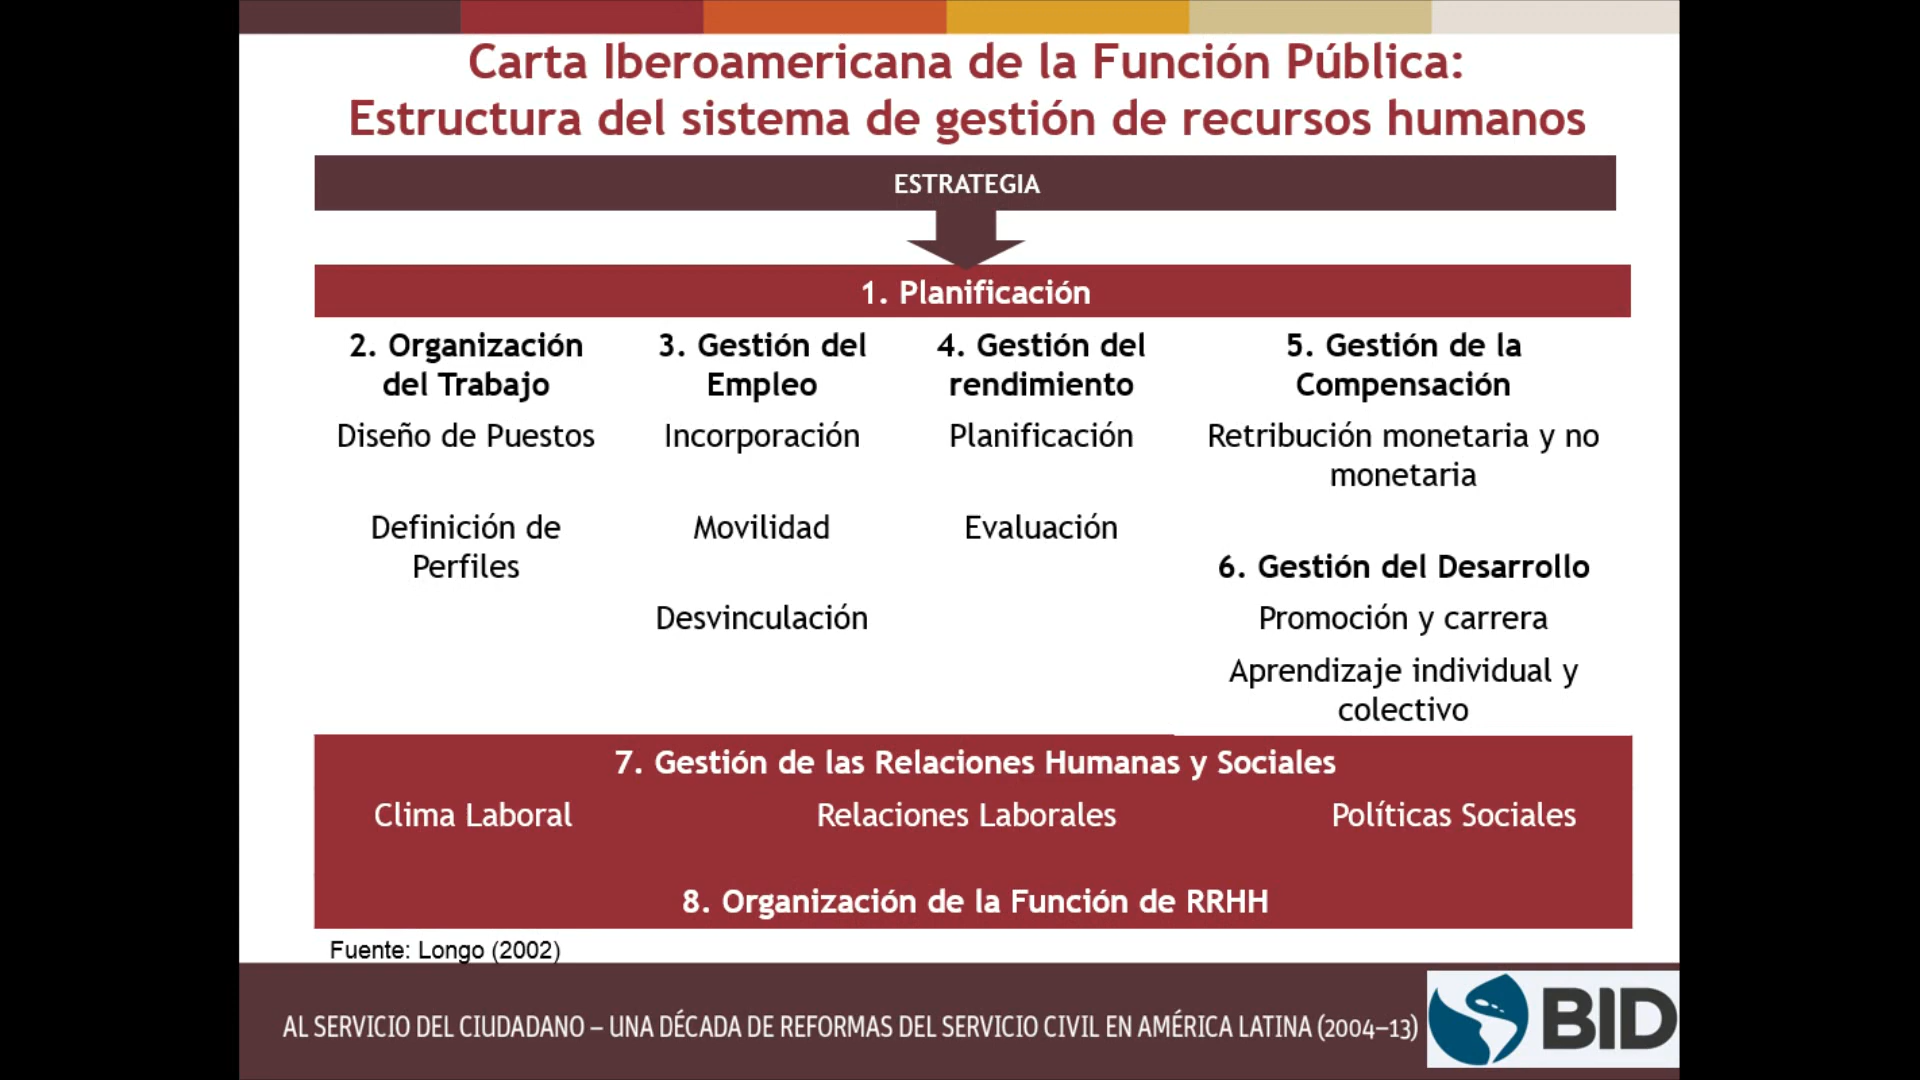 Carta Iberoamericana de la Función Pública:
Estructura del sistema de gestión de recursos humanos
ESTRATEGIA
1. Planificación
2. Organización
del Trabajo
Diseño de Puestos
Definición de
Perfiles
3. Gestión del
Empleo
Incorporación
Movilidad
Desvinculación
4. Gestión del
rendimiento
Planificación
Evaluación
5. Gestión de la
Compensación
Retribución monetaria y no
monetaria
6. Gestión del Desarrollo
Promoción y carrera
Aprendizaje individual y
colectivo
7. Gestión de las Relaciones Humanas y Sociales
Clima Laboral
Relaciones Laborales
Políticas Sociales
8. Organización de la Función de RRHH
Fuente: Longo (2002)
AL SERVICIO DEL CIUDADANO – UNA DÉCADA DE REFORMAS DEL SERVICIO CIVIL EN AMÉRICA LATINA (2004–13)
BID